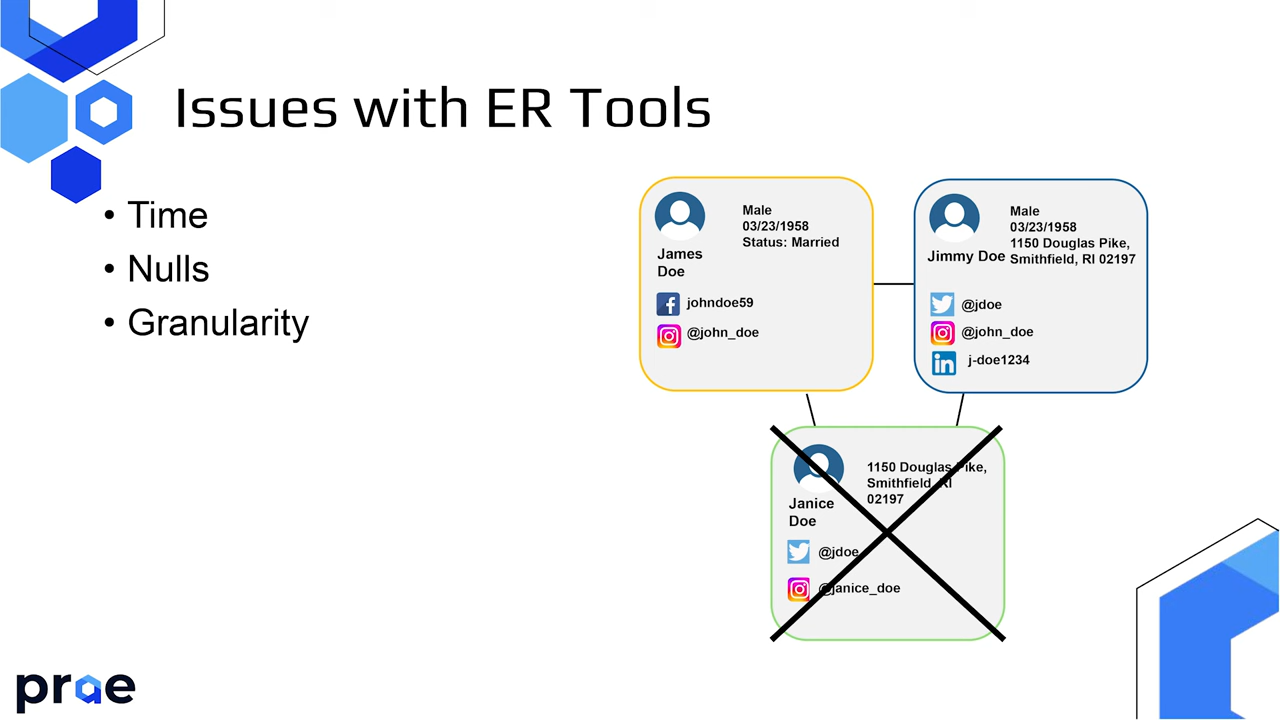 Issues with ER Tools
• Time
• Nulls
• Granularity
Male
03/23/1958
Status: Married
James
Doe
johndoe59
@john_doe
Male
03/23/1958
1150 Douglas Pike,
Smithfield, RI 02197
Jimmy Doe
@jdoe
@john_doe
j-doe1234
1150 Douglas Pike,
Smithfield, RI
02197
Janice
Doe
@jdoe
@janice_doe
prae